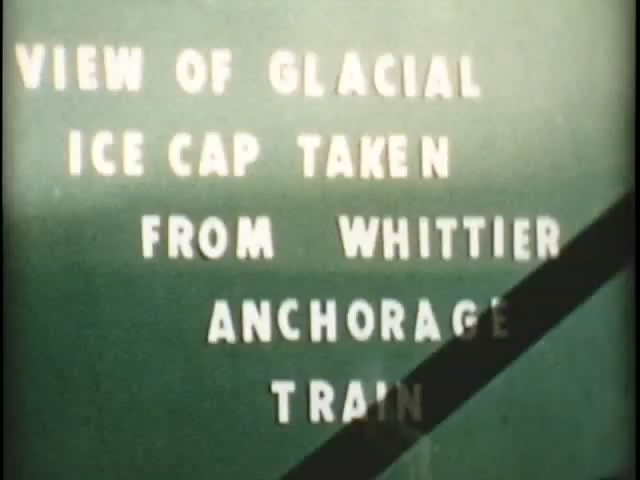 VIEW OF GLACIAL
ICE CAP TAKEN
FROM WHITTIER
ANCHORAGE
TRAIN